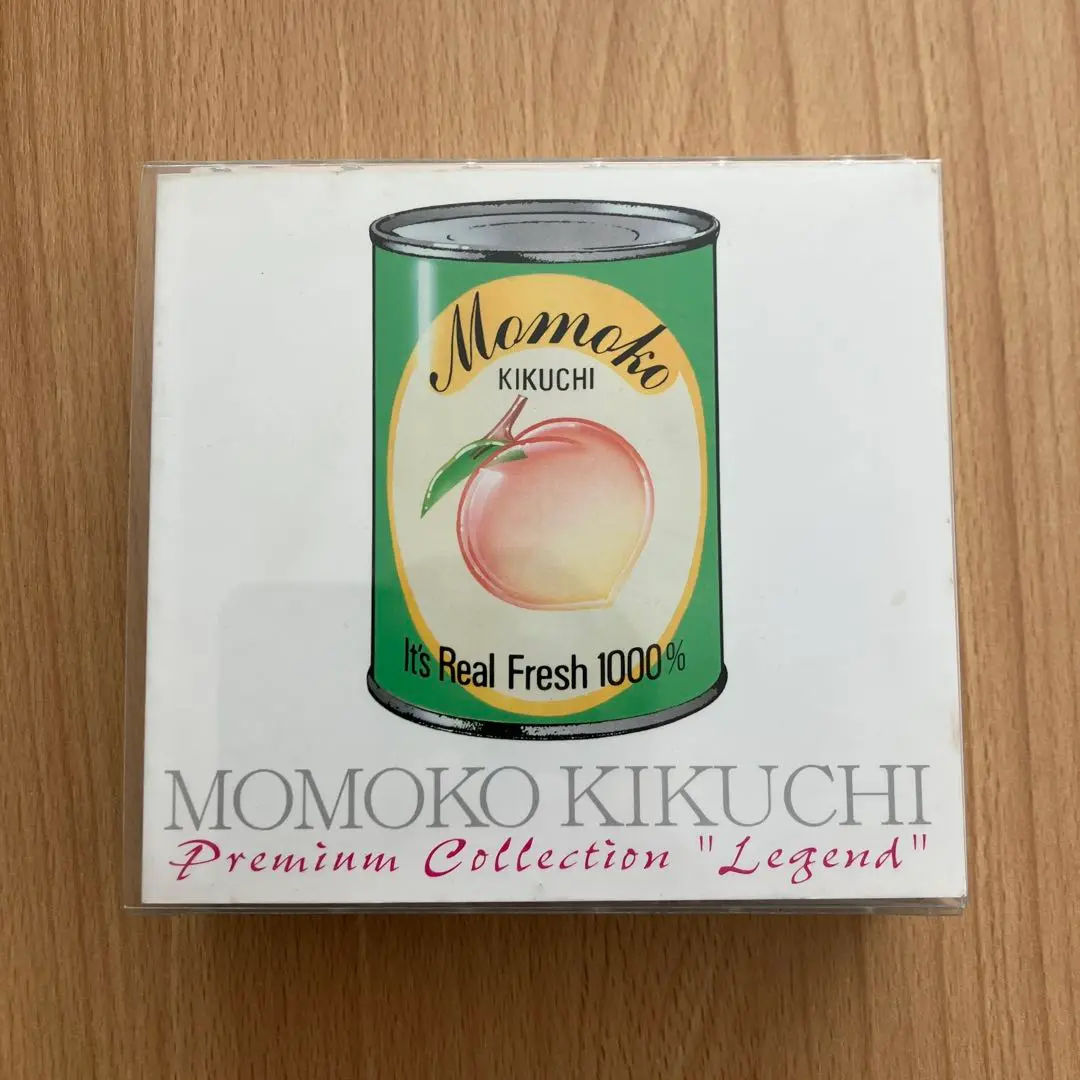 Momoko
KIKUCHI
It's Real Fresh 1000%
MOMOKO KIKUCHI
Premium Collection "Legend"